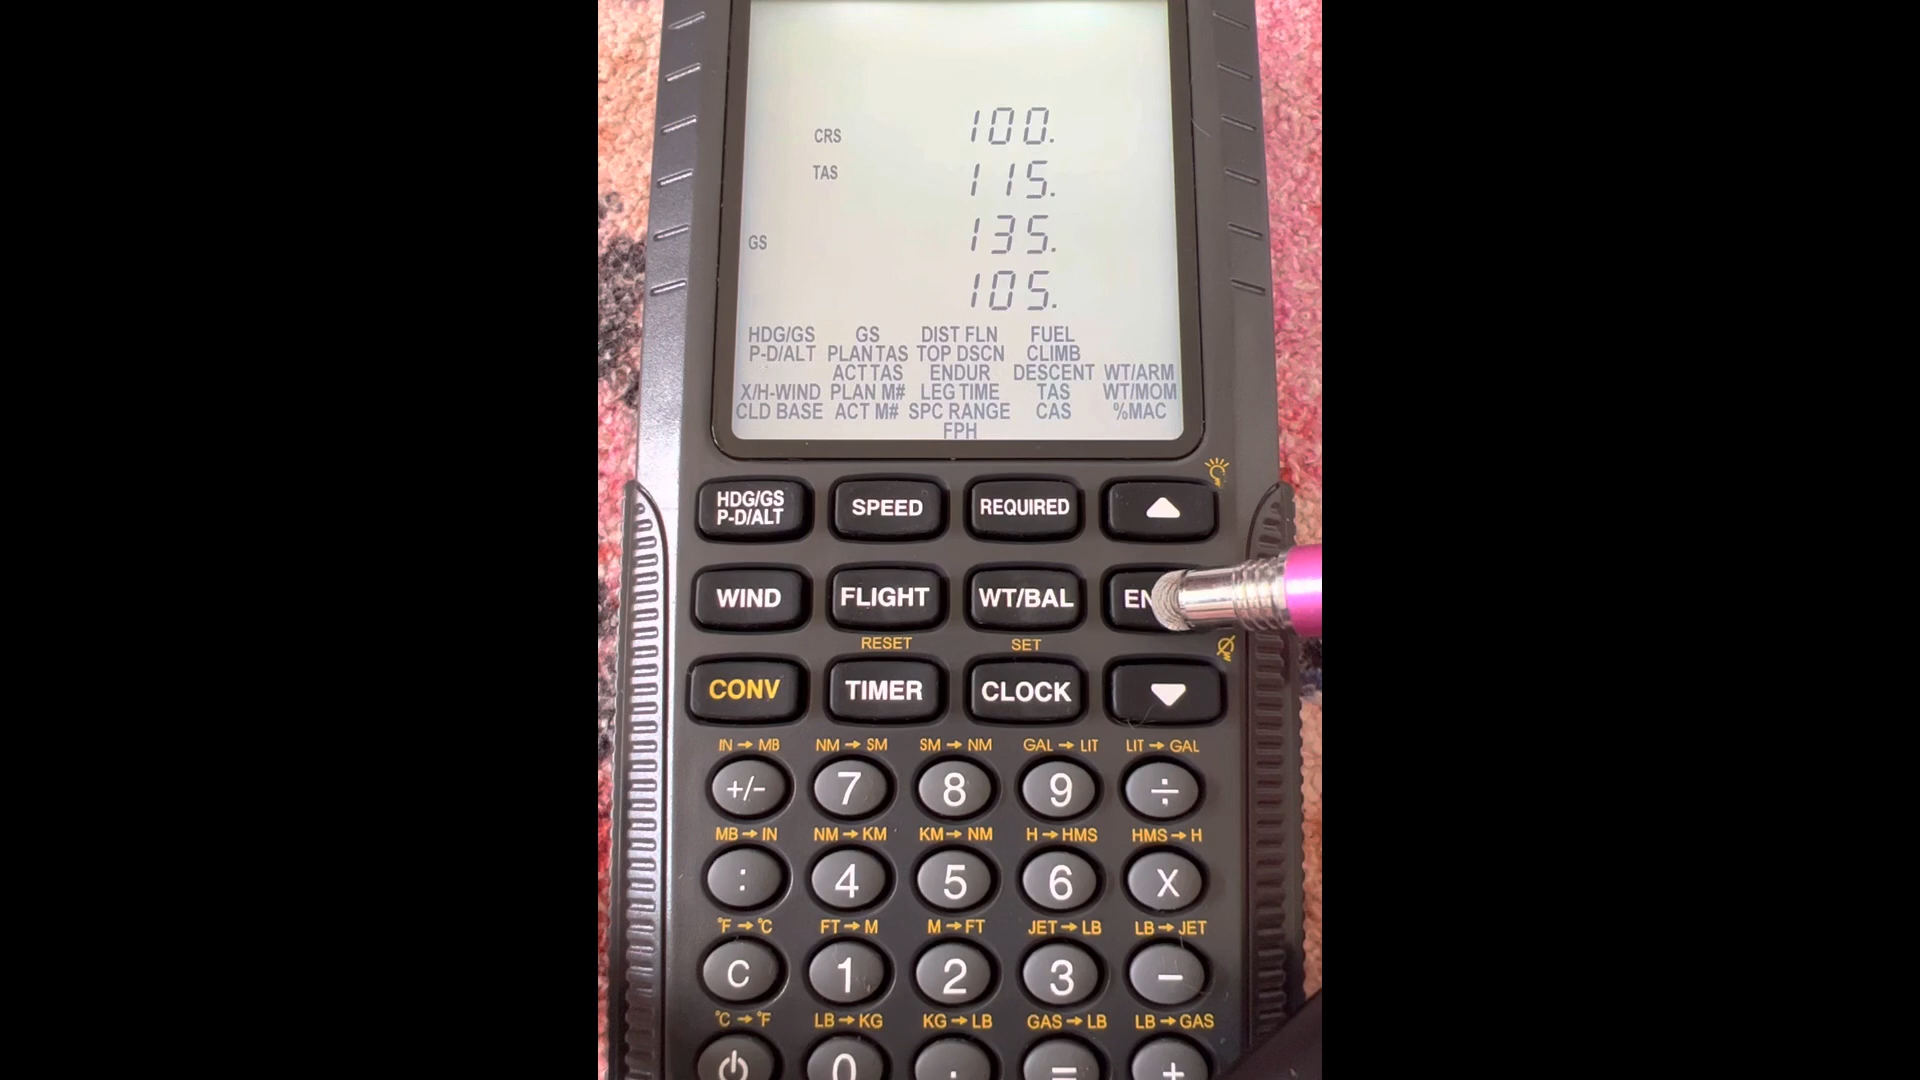 CRS 100.
TAS 115.
GS 135.
105.
HDG/GS GS DIST FLN FUEL
P-D/ALT PLAN TAS TOP DSCN CLIMB
ACT TAS ENDUR DESCENT WT/ARM
X/H-WIND PLAN M# LEG TIME TAS WT/MOM
CLD BASE ACT M# SPC RANGE CAS %MAC
FPH
HDG/GS
P-D/ALT SPEED REQUIRED ▲
WIND FLIGHT WT/BAL EN
RESET SET
CONV TIMER CLOCK ▼
IN→MB NM→SM SM→NM GAL→LIT LIT→GAL
+/- 7 8 9 ÷
MB→IN NM→KM KM→NM H→HMS HMS→H
: 4 5 6 X
°F→°C FT→M M→FT JET→LB LB→JET
C 1 2 3 −
°C→°F LB→KG KG→LB GAS→LB LB→GAS
0 . = +